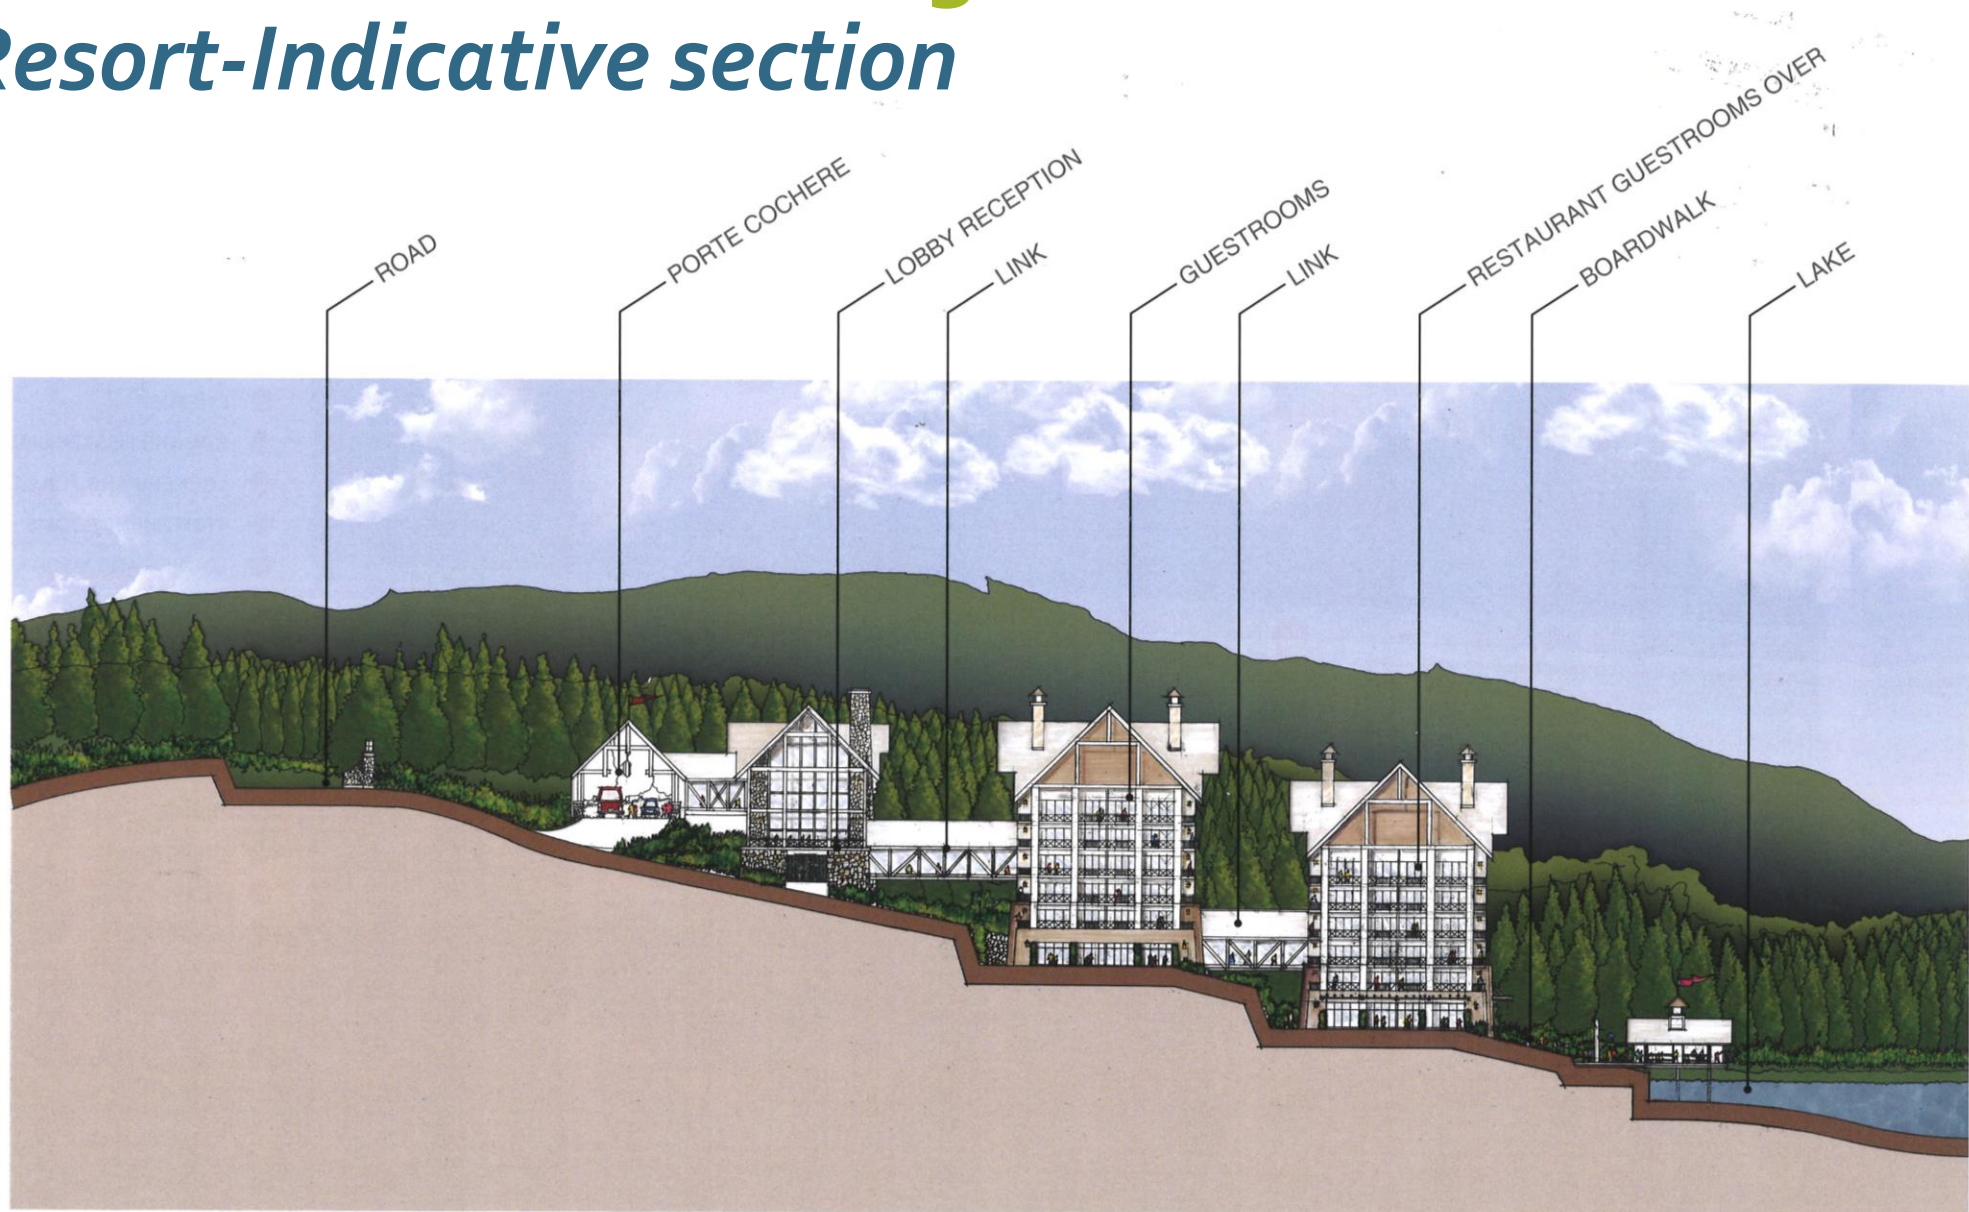 Resort-Indicative section
ROAD
PORTE COCHERE
LOBBY RECEPTION
LINK
GUESTROOMS
LINK
RESTAURANT GUESTROOMS OVER
BOARDWALK
LAKE